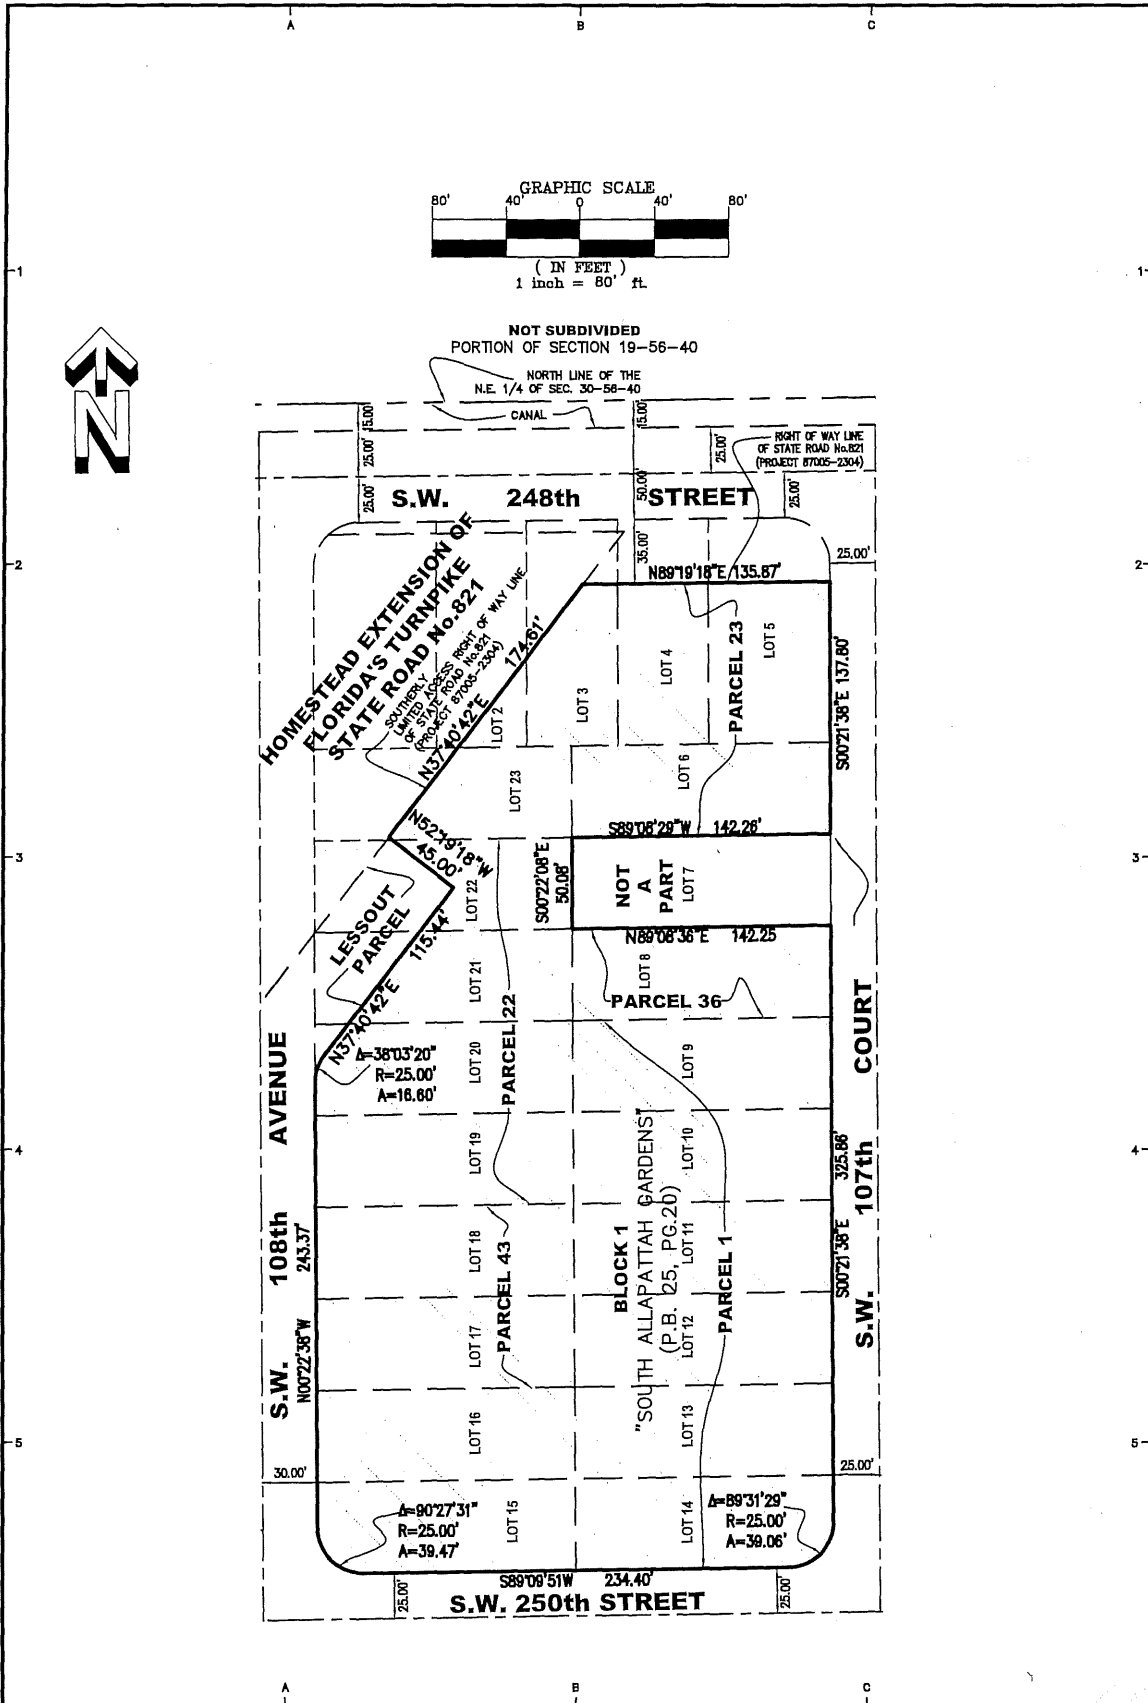 A B C
GRAPHIC SCALE
80' 40' 0 40' 80'
( IN FEET )
1 inch = 80' ft.
1 1
NOT SUBDIVIDED
PORTION OF SECTION 19-56-40
NORTH LINE OF THE
N.E. 1/4 OF SEC. 30-56-40
N
CANAL
15.00' 15.00'
25.00' 25.00'
RIGHT OF WAY LINE
OF STATE ROAD No.821
(PROJECT 87005-2304)
25.00' 50.00' 25.00'
S.W. 248th STREET
35.00'
25.00'
2 2
N89°19'18"E 135.87'
HOMESTEAD EXTENSION OF
FLORIDA'S TURNPIKE
STATE ROAD No.821
SOUTHERLY
LIMITED ACCESS RIGHT OF WAY LINE
OF STATE ROAD No.821
(PROJECT 87005-2304)
N37°40'42"E 174.61'
LOT 2
LOT 3
LOT 4
PARCEL 23
LOT 5
S00°21'38"E 137.80'
LOT 23
LOT 6
N52°19'18"W
45.00'
S89°08'29"W 142.26'
3 3
S00°22'08"E
50.08'
NOT
A
PART
LOT 7
LESSOUT
PARCEL
LOT 22
N37°40'42"E 115.44'
N89°08'36"E 142.25
LOT 21
LOT 8
PARCEL 36
PARCEL 22
Δ=38°03'20"
R=25.00'
A=16.60'
LOT 20
LOT 9
S.W. 108th AVENUE
N00°22'38"W 243.37'
S.W. 107th COURT
S00°21'38"E 325.86'
4 4
LOT 19
LOT 10
LOT 18
LOT 11
PARCEL 43
BLOCK 1
"SOUTH ALLAPATTAH GARDENS"
(P.B. 25, PG.20)
PARCEL 1
LOT 17
LOT 12
LOT 16
LOT 13
5 5
30.00' 25.00'
Δ=90°27'31"
R=25.00'
A=39.47'
LOT 15
LOT 14
Δ=89°31'29"
R=25.00'
A=39.06'
S89°09'51W 234.40'
25.00' 25.00'
S.W. 250th STREET
A B C